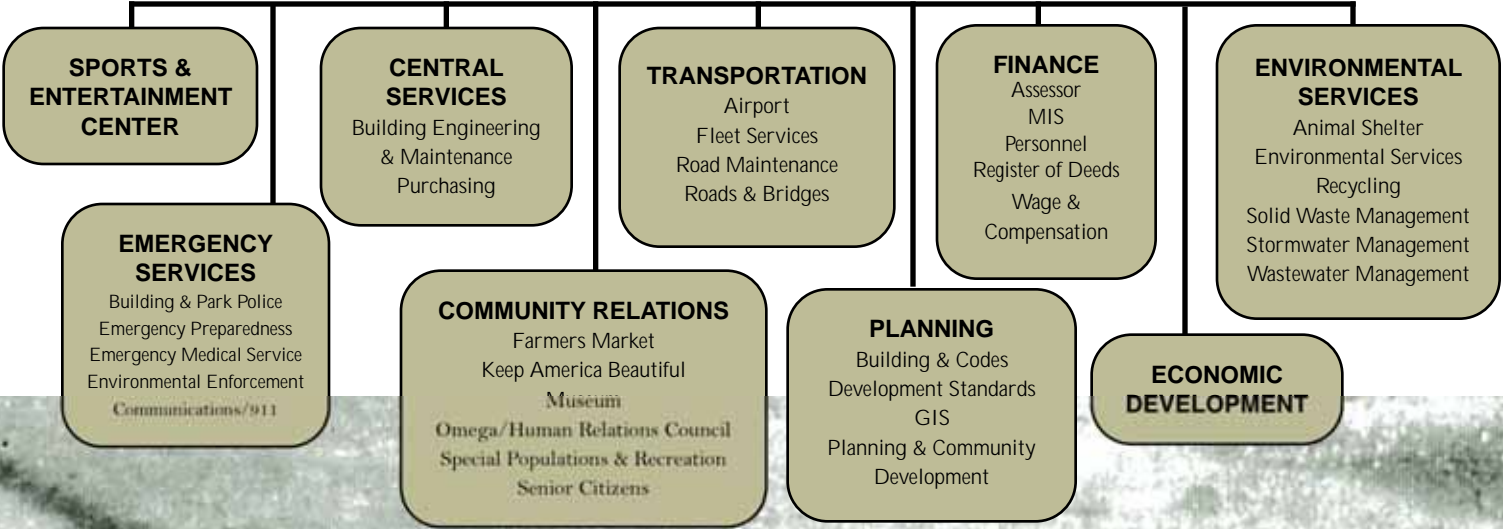 SPORTS &
ENTERTAINMENT
CENTER
CENTRAL
SERVICES
Building Engineering
& Maintenance
Purchasing
TRANSPORTATION
Airport
Fleet Services
Road Maintenance
Roads & Bridges
FINANCE
Assessor
MIS
Personnel
Register of Deeds
Wage &
Compensation
ENVIRONMENTAL
SERVICES
Animal Shelter
Environmental Services
Recycling
Solid Waste Management
Stormwater Management
Wastewater Management
EMERGENCY
SERVICES
Building & Park Police
Emergency Preparedness
Emergency Medical Service
Environmental Enforcement
Communications/911
COMMUNITY RELATIONS
Farmers Market
Keep America Beautiful
Museum
Omega/Human Relations Council
Special Populations & Recreation
Senior Citizens
PLANNING
Building & Codes
Development Standards
GIS
Planning & Community
Development
ECONOMIC
DEVELOPMENT